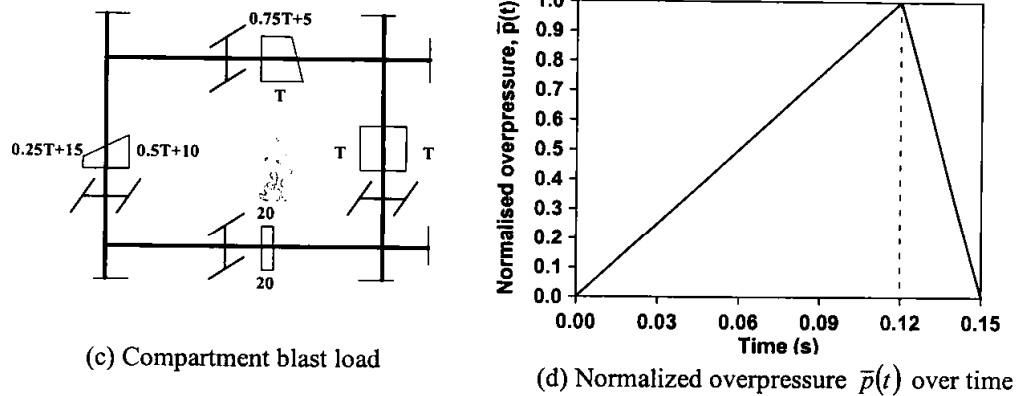 0.75T+5
T
0.25T+15
0.5T+10
T
T
20
20
(c) Compartment blast load
Normalised overpressure, p̄(t)
1.0
0.9
0.8
0.7
0.6
0.5
0.4
0.3
0.2
0.1
0.0
0.00 0.03 0.06 0.09 0.12 0.15
Time (s)
(d) Normalized overpressure p̄(t) over time